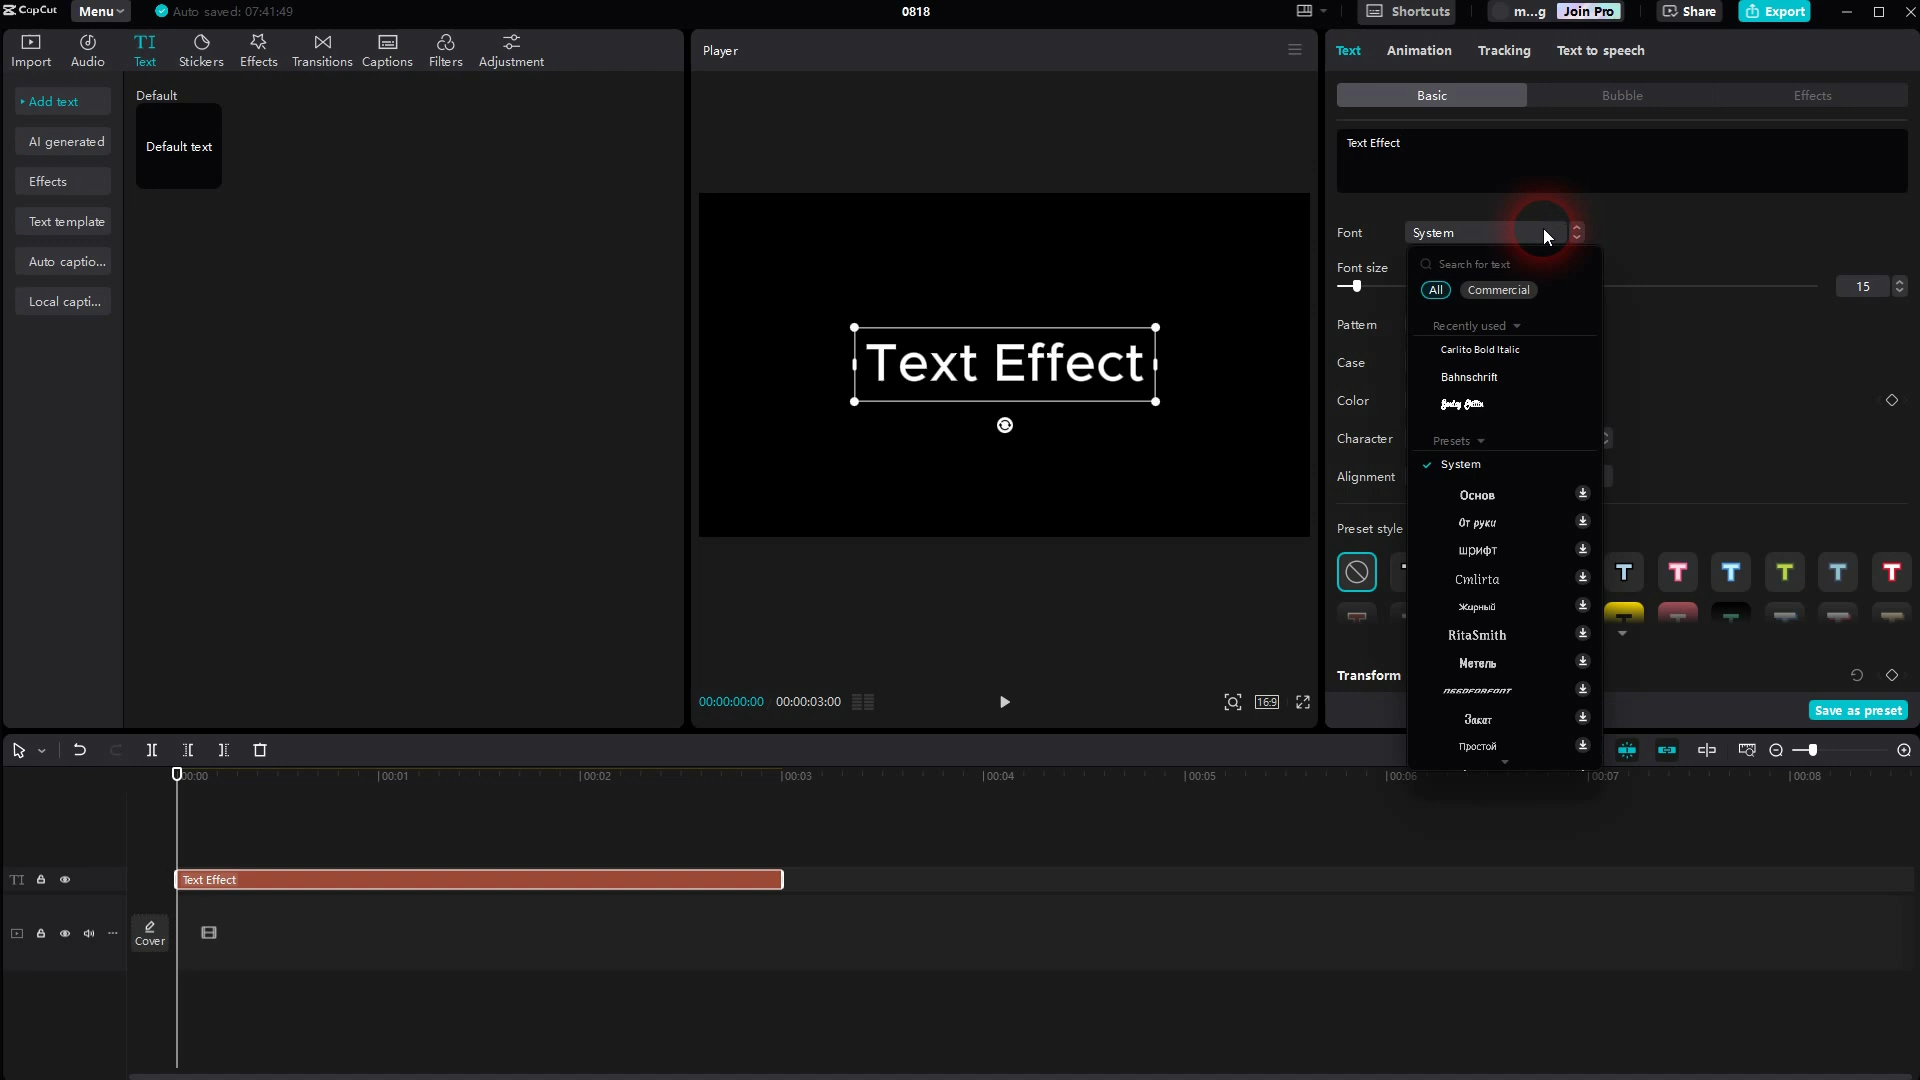 CapCut
Menu
Auto saved: 07:41:49
0818
Shortcuts
m...g
Join Pro
Share
Export
Import
Audio
TI
Text
Stickers
Effects
Transitions
Captions
Filters
Adjustment
Add text
AI generated
Effects
Text template
Auto captio...
Local capti...
Default
Default text
Player
Text Effect
00:00:00:00
00:00:03:00
16:9
Text
Animation
Tracking
Text to speech
Basic
Bubble
Effects
Text Effect
Font
System
Font size
15
Pattern
Case
Color
Character
Alignment
Preset style
Transform
Save as preset
Search for text
All
Commercial
Recently used
Carlito Bold Italic
Bahnschrift
Presets
System
Основ
От руки
шрифт
Cmlirta
Жирный
RitaSmith
Метель
NEEDFORFONT
Закат
Простой
T T T T T T
00:00
00:01
00:02
00:03
00:04
00:05
00:06
00:07
00:08
TI
Text Effect
Cover